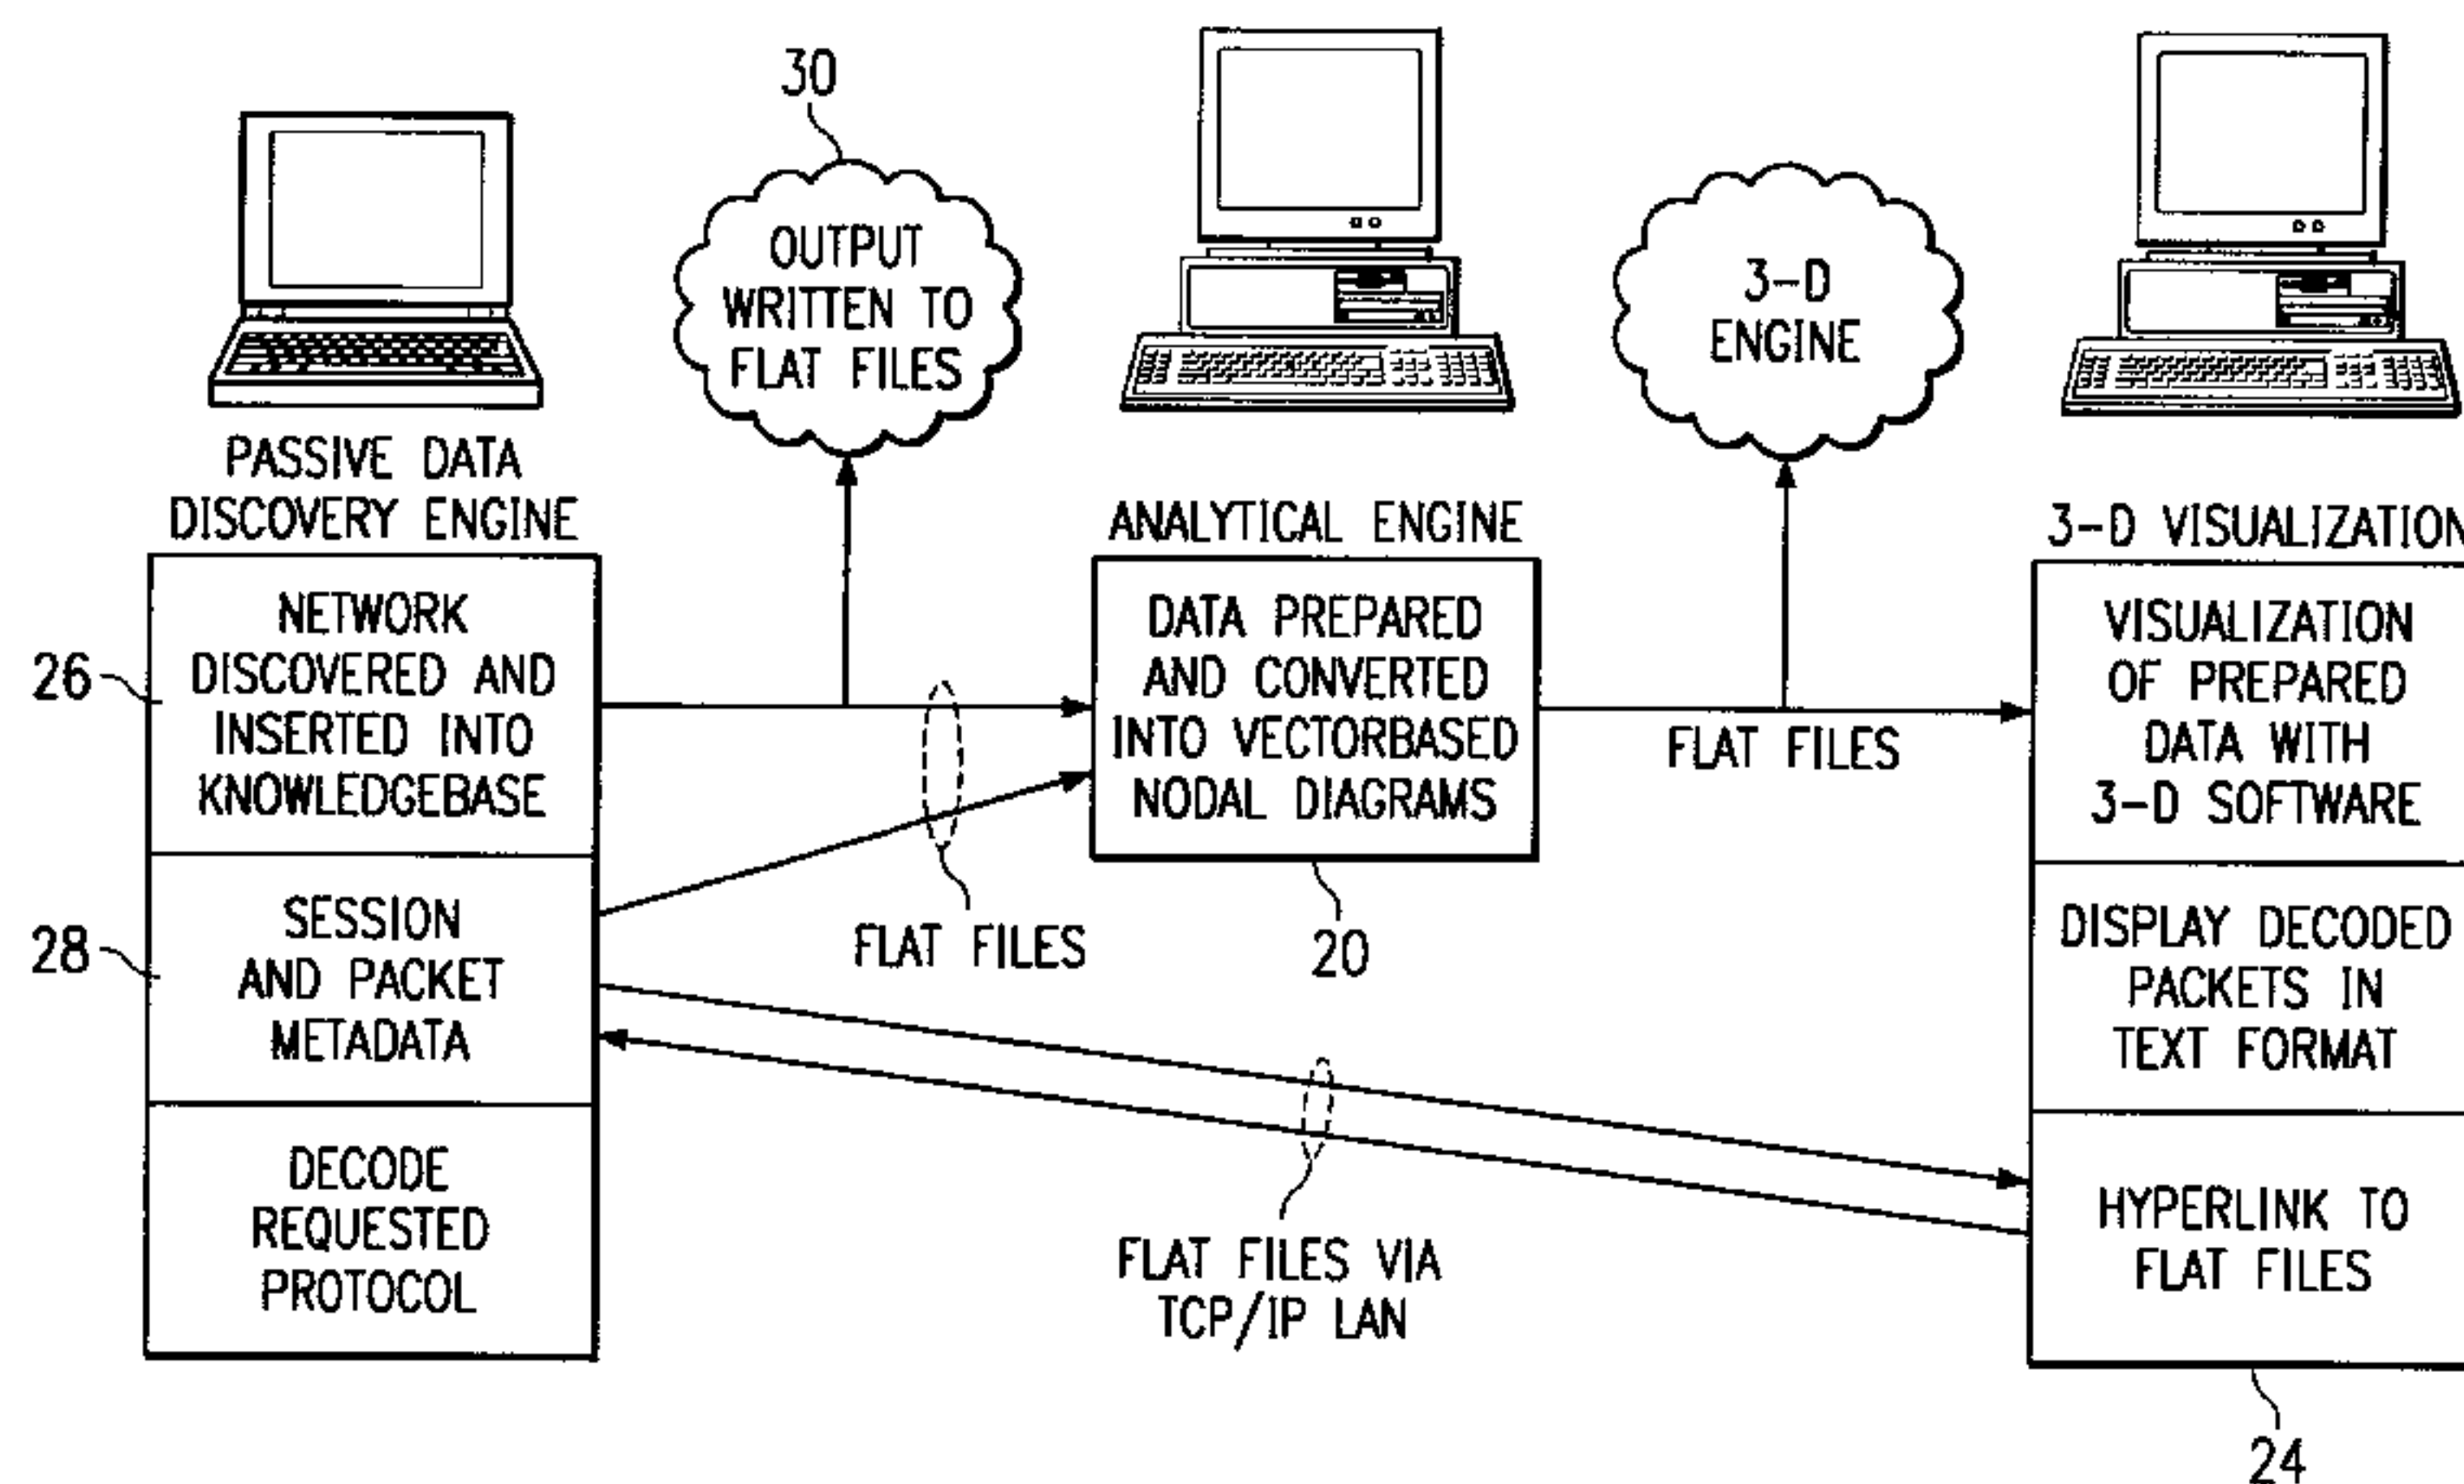 30
OUTPUT
WRITTEN TO
FLAT FILES
3-D
ENGINE
PASSIVE DATA
DISCOVERY ENGINE
ANALYTICAL ENGINE
3-D VISUALIZATION
26
NETWORK
DISCOVERED AND
INSERTED INTO
KNOWLEDGEBASE
28
SESSION
AND PACKET
METADATA
DECODE
REQUESTED
PROTOCOL
FLAT FILES
DATA PREPARED
AND CONVERTED
INTO VECTORBASED
NODAL DIAGRAMS
20
FLAT FILES
FLAT FILES VIA
TCP/IP LAN
VISUALIZATION
OF PREPARED
DATA WITH
3-D SOFTWARE
DISPLAY DECODED
PACKETS IN
TEXT FORMAT
HYPERLINK TO
FLAT FILES
24